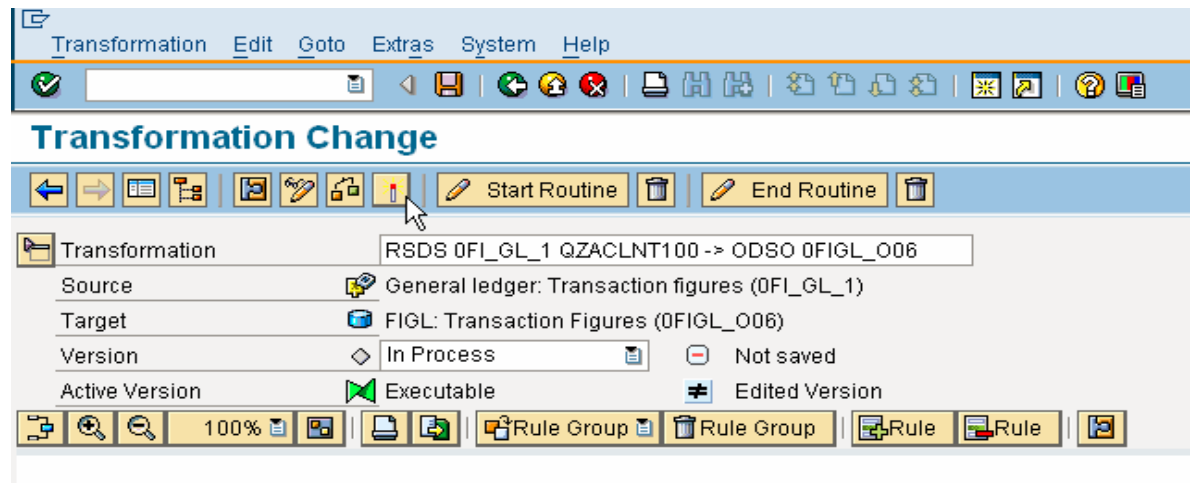 Transformation Edit Goto Extras System Help
Transformation Change
Start Routine End Routine
Transformation RSDS 0FI_GL_1 QZACLNT100 -> ODSO 0FIGL_O06
Source General ledger: Transaction figures (0FI_GL_1)
Target FIGL: Transaction Figures (0FIGL_O06)
Version In Process Not saved
Active Version Executable Edited Version
100% Rule Group Rule Group Rule Rule